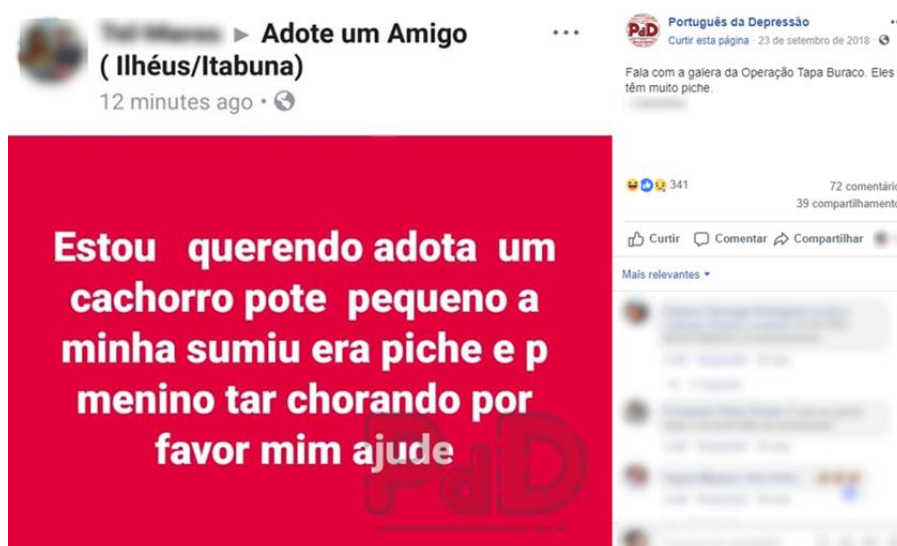 ▸ Adote um Amigo
( Ilhéus/Itabuna)
12 minutes ago ·
Estou querendo adota um
cachorro pote pequeno a
minha sumiu era piche e p
menino tar chorando por
favor mim ajude
PdD
PdD
Português da Depressão
Curtir esta página · 23 de setembro de 2018 ·
Fala com a galera da Operação Tapa Buraco. Eles
têm muito piche.
341
72 comentário
39 compartilhamento
Curtir Comentar Compartilhar
Mais relevantes